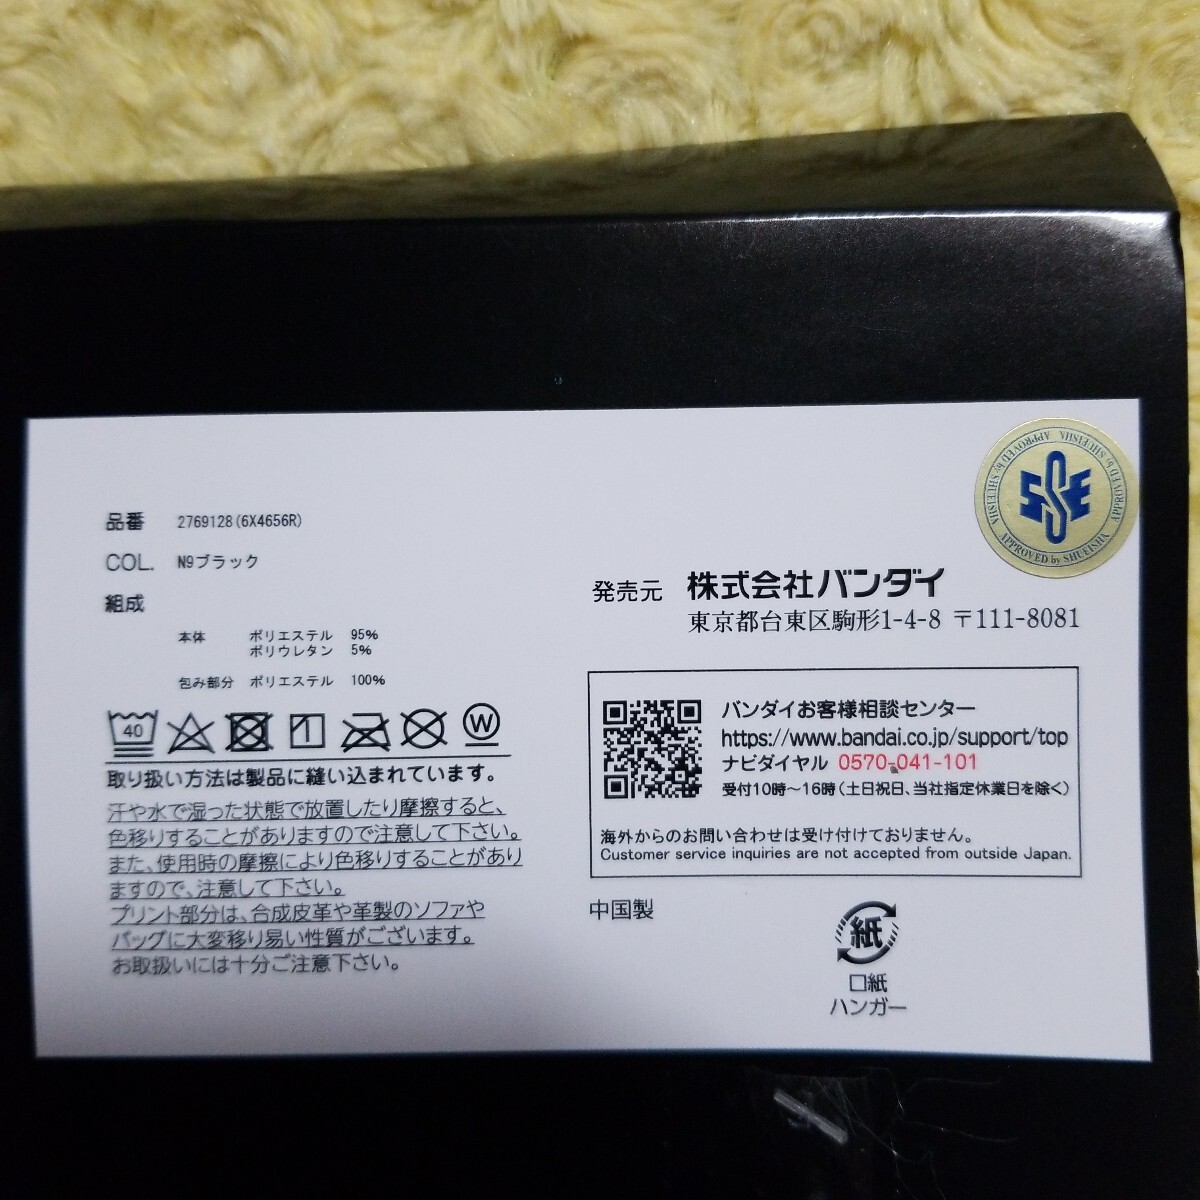 品番 2769128(6X4656R)
COL. N9ブラック
組成
本体 ポリエステル 95%
ポリウレタン 5%
包み部分 ポリエステル 100%
40
W
取り扱い方法は製品に縫い込まれています。
汗や水で湿った状態で放置したり摩擦すると、
色移りすることがありますので注意して下さい。
また、使用時の摩擦により色移りすることがあり
ますので、注意して下さい。
プリント部分は、合成皮革や革製のソファや
バッグに大変移り易い性質がございます。
お取扱いには十分ご注意下さい。
APPROVED by SHUEISHA APPROVED by SHUEISHA APPROVED by SHUEISHA
発売元 株式会社バンダイ
東京都台東区駒形1-4-8 〒111-8081
バンダイお客様相談センター
https://www.bandai.co.jp/support/top
ナビダイヤル 0570-041-101
受付10時~16時(土日祝日、当社指定休業日を除く)
海外からのお問い合わせは受け付けておりません。
Customer service inquiries are not accepted from outside Japan.
中国製
紙
口紙
ハンガー